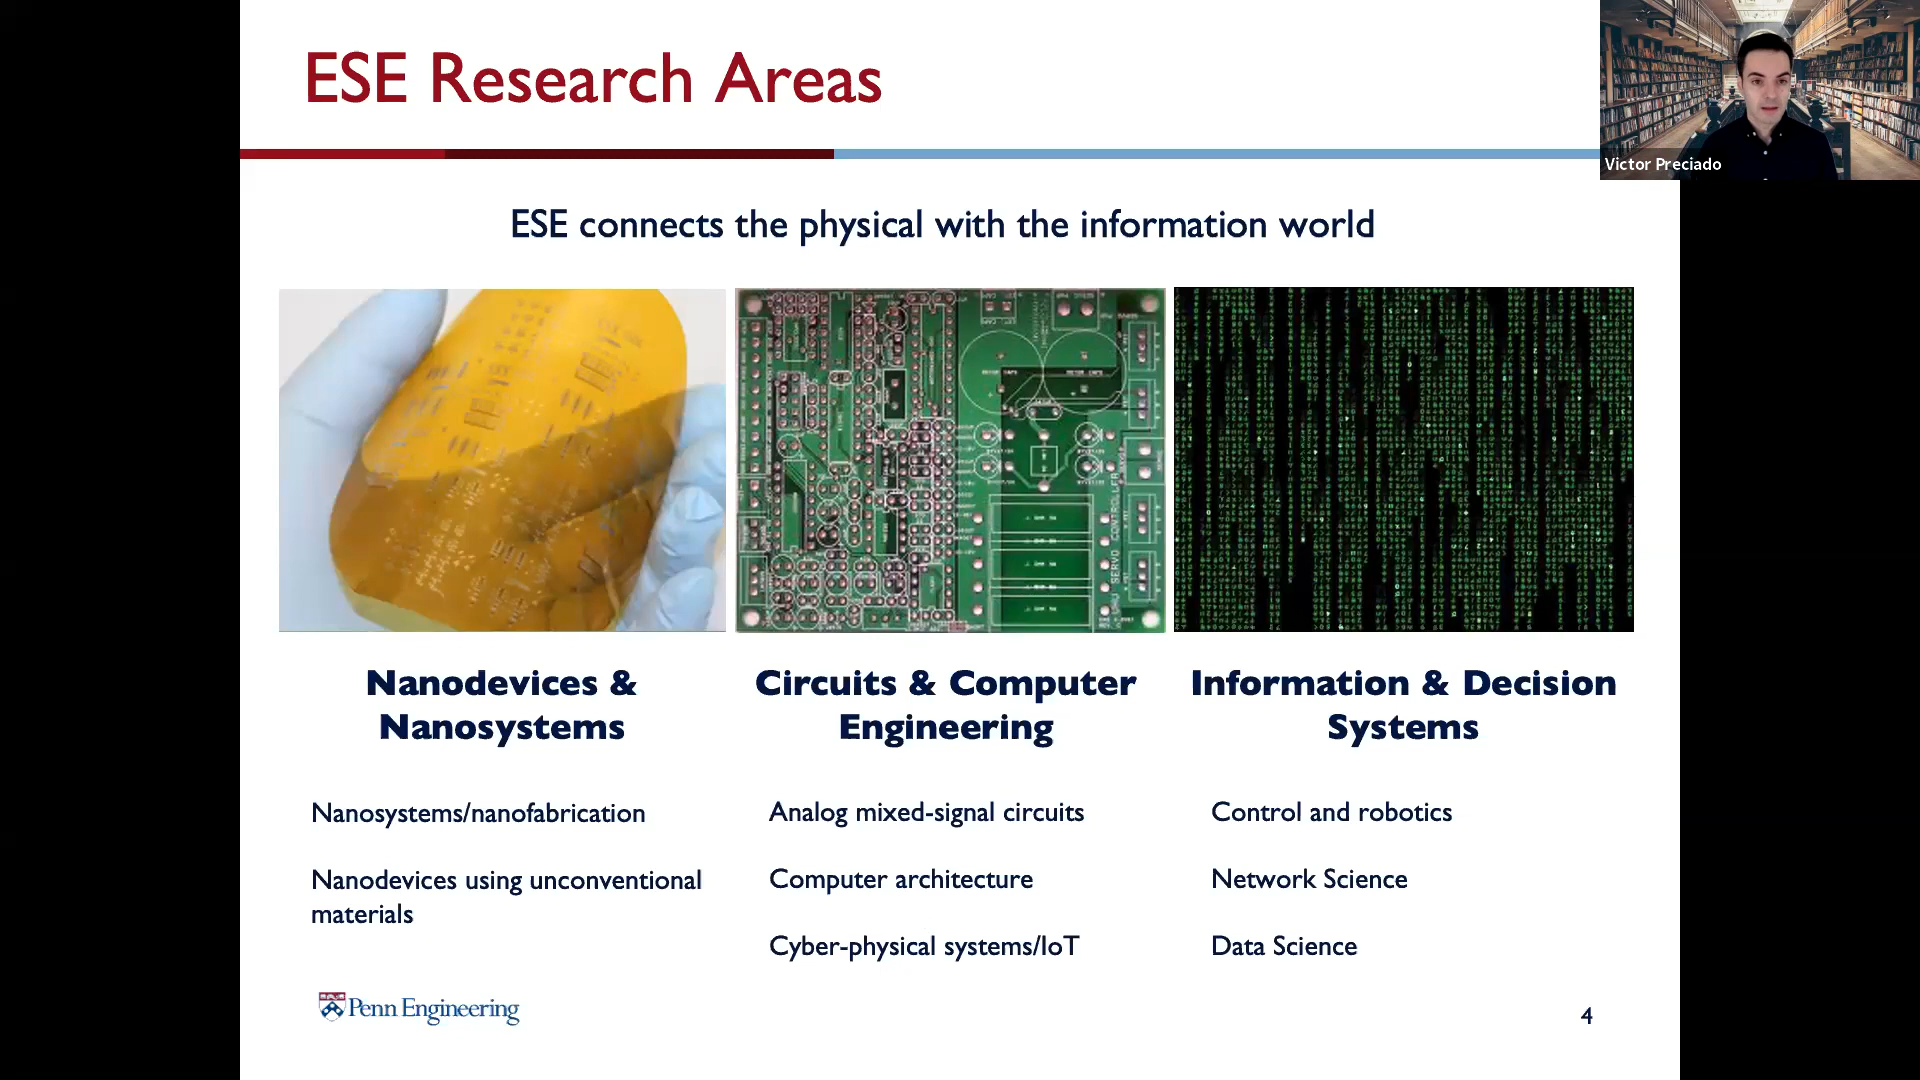 ESE Research Areas
Victor Preciado
ESE connects the physical with the information world
SERVO CONTROLLER
Nanodevices &
Nanosystems
Circuits & Computer
Engineering
Information & Decision
Systems
Nanosystems/nanofabrication
Nanodevices using unconventional
materials
Analog mixed-signal circuits
Computer architecture
Cyber-physical systems/IoT
Control and robotics
Network Science
Data Science
Penn Engineering
4